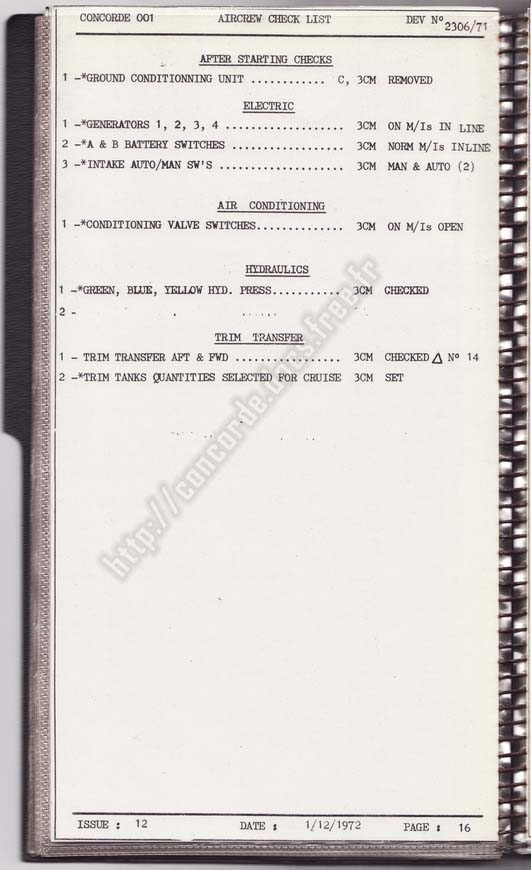 CONCORDE 001 AIRCREW CHECK LIST DEV N° 2306/71
AFTER STARTING CHECKS
1 -*GROUND CONDITIONNING UNIT ............ C, 3CM REMOVED
ELECTRIC
1 -*GENERATORS 1, 2, 3, 4 .................. 3CM ON M/Is IN LINE
2 -*A & B BATTERY SWITCHES ................. 3CM NORM M/Is INLINE
3 -*INTAKE AUTO/MAN SW'S ................... 3CM MAN & AUTO (2)
AIR CONDITIONING
1 -*CONDITIONING VALVE SWITCHES.............. 3CM ON M/Is OPEN
HYDRAULICS
1 -*GREEN, BLUE, YELLOW HYD. PRESS........... 3CM CHECKED
2 -
TRIM TRANSFER
1 - TRIM TRANSFER AFT & FWD ................. 3CM CHECKED △ N° 14
2 -*TRIM TANKS QUANTITIES SELECTED FOR CRUISE 3CM SET
http://concorde.tignes.free.fr
ISSUE : 12 DATE : 1/12/1972 PAGE : 16